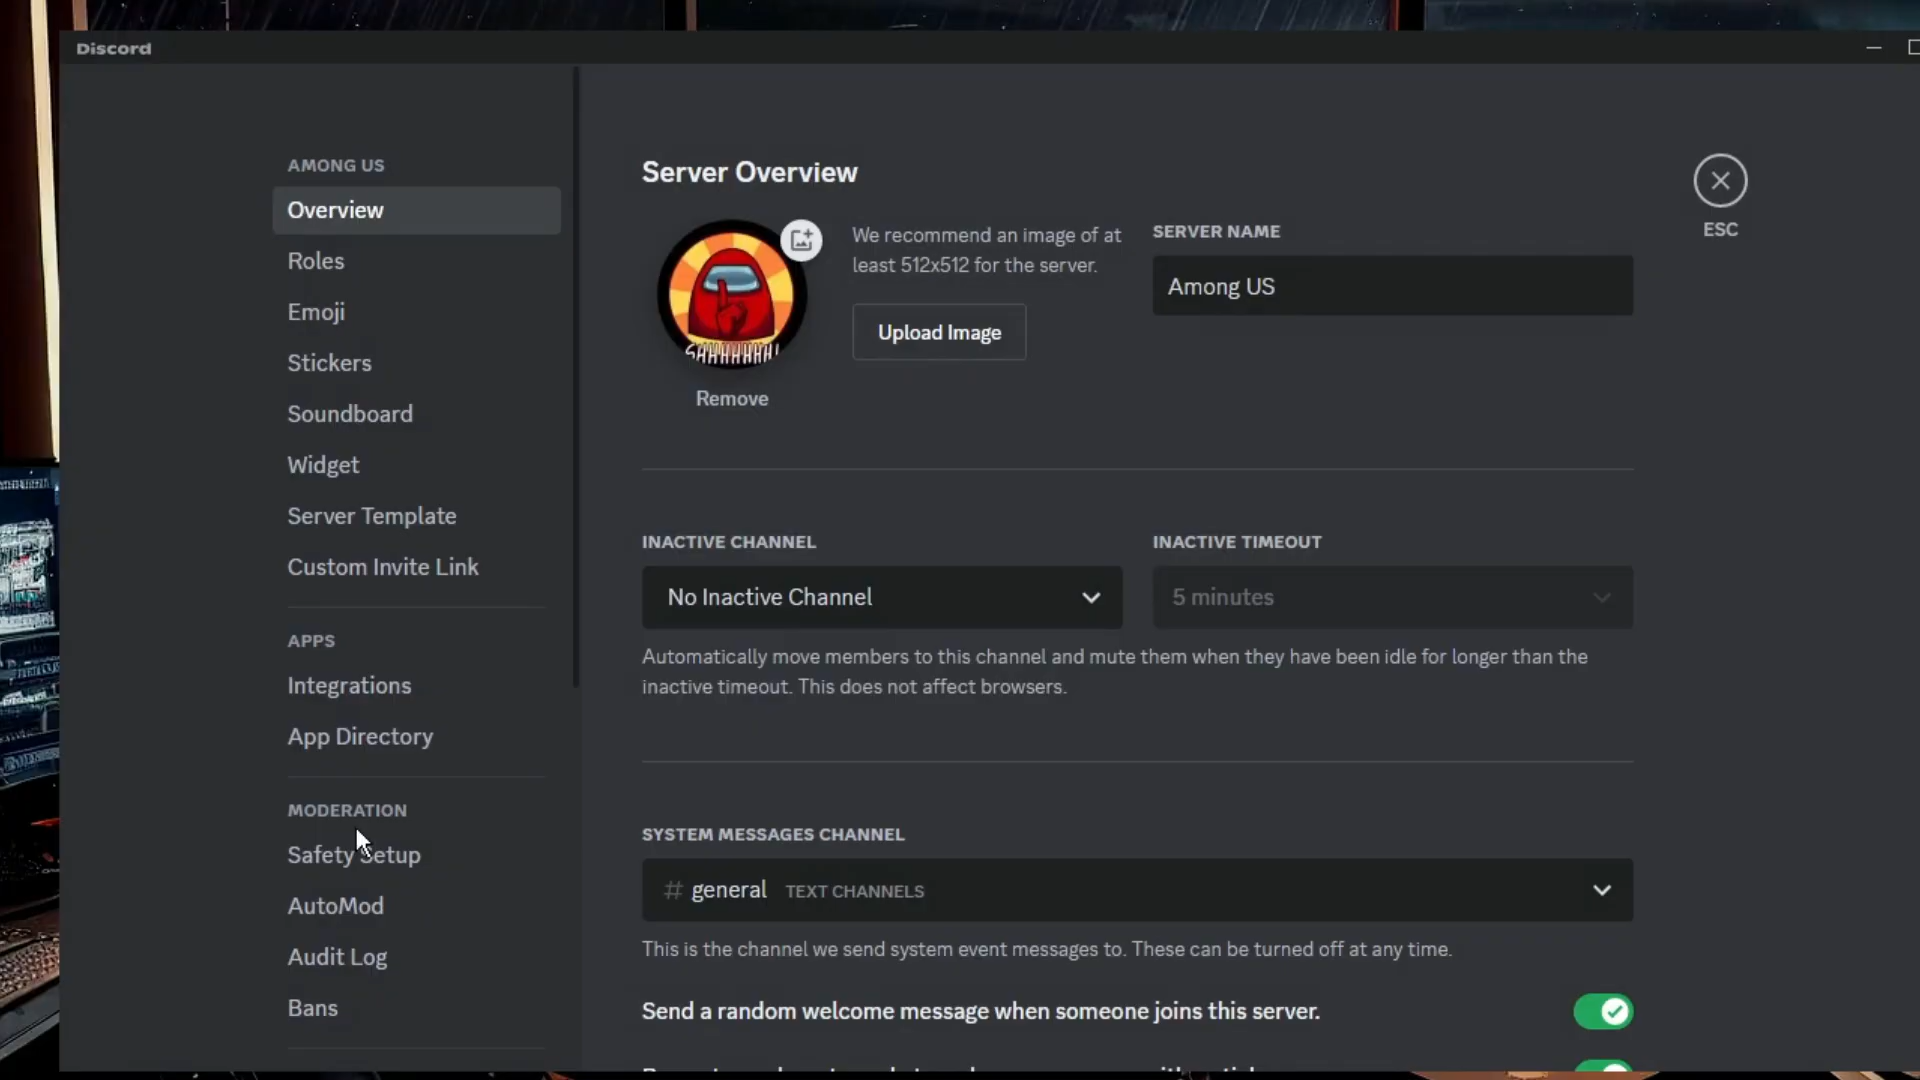 Discord
AMONG US
Overview
Roles
Emoji
Stickers
Soundboard
Widget
Server Template
Custom Invite Link
APPS
Integrations
App Directory
MODERATION
Safety Setup
AutoMod
Audit Log
Bans
Server Overview
SHHHHHHH!
Remove
We recommend an image of at
least 512x512 for the server.
Upload Image
SERVER NAME
Among US
ESC
INACTIVE CHANNEL
No Inactive Channel
INACTIVE TIMEOUT
5 minutes
Automatically move members to this channel and mute them when they have been idle for longer than the
inactive timeout. This does not affect browsers.
SYSTEM MESSAGES CHANNEL
# general TEXT CHANNELS
This is the channel we send system event messages to. These can be turned off at any time.
Send a random welcome message when someone joins this server.